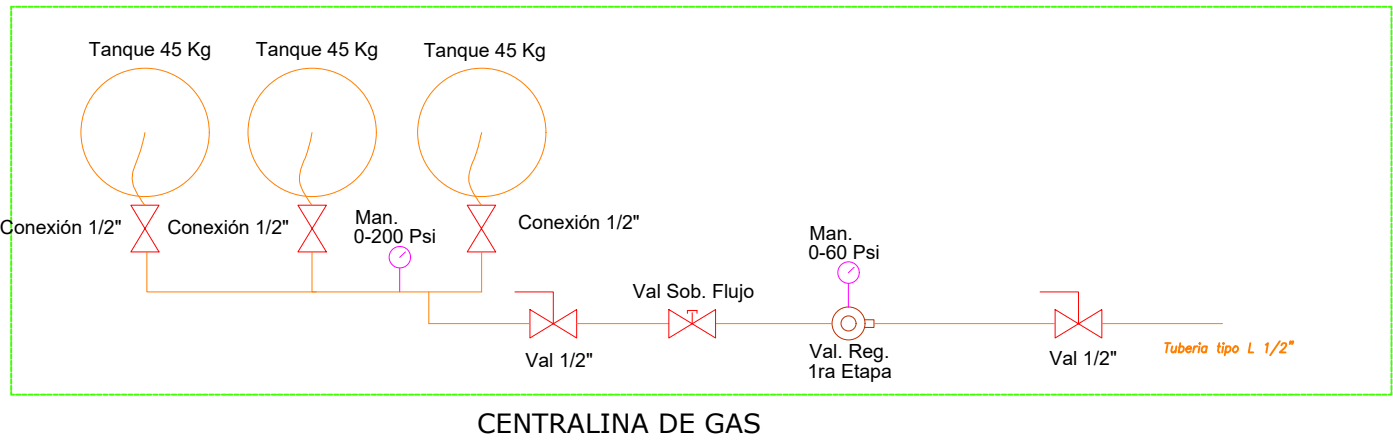 Tanque 45 Kg
Tanque 45 Kg
Tanque 45 Kg
Conexión 1/2"
Conexión 1/2"
Man.
0-200 Psi
Conexión 1/2"
Man.
0-60 Psi
Val Sob. Flujo
Val 1/2"
Val. Reg.
1ra Etapa
Val 1/2"
Tuberia tipo L 1/2"
CENTRALINA DE GAS